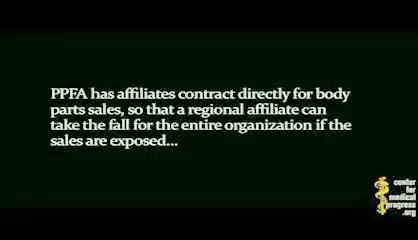 PPFA has affiliates contract directly for body
parts sales, so that a regional affiliate can
take the fall for the entire organization if the
sales are exposed...
center
for
medical
progress
.org